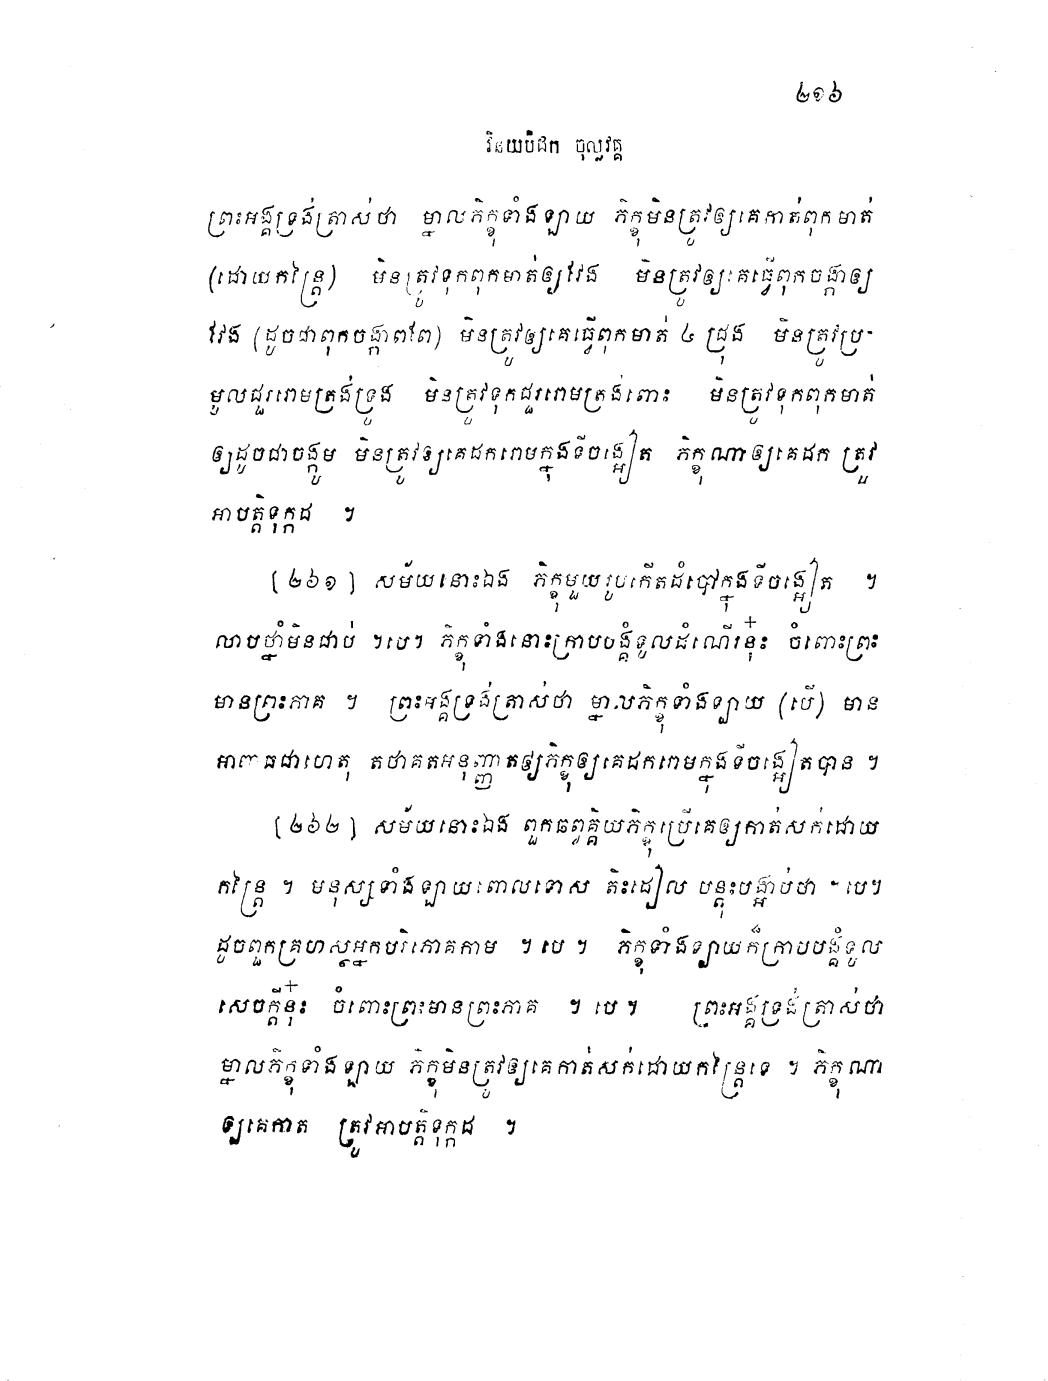 ២១៦
វិនយបិដក ចុល្លវគ្គ
ព្រះអង្គទ្រង់ត្រាស់ថា ម្នាលភិក្ខុទាំងឡាយ ភិក្ខុមិនត្រូវឲ្យគេកាត់ពុកមាត់
(ដោយកន្ត្រៃ) មិនត្រូវទុកពុកមាត់ឲ្យវែង មិនត្រូវឲ្យគេធ្វើពុកចង្កាឲ្យ
វែង (ដូចជាពុកចង្កាពពែ) មិនត្រូវឲ្យគេធ្វើពុកមាត់ ៤ ជ្រុង មិនត្រូវប្រ-
មូលជួររោមត្រង់ទ្រូង មិនត្រូវទុកជួររោមត្រង់ពោះ មិនត្រូវទុកពុកមាត់
ឲ្យដូចជាចង្កូម មិនត្រូវឲ្យគេដករោមក្នុងទីចង្អៀត ភិក្ខុណាឲ្យគេដក ត្រូវ
អាបត្តិទុក្កដ ។
[២៦១] សម័យនោះឯង ភិក្ខុមួយរូបកើតដំបៅក្នុងទីចង្អៀត ។
លាបថ្នាំមិនជាប់ ។បេ។ ភិក្ខុទាំងនោះក្រាបបង្គំទូលដំណើរនុ៎ះ ចំពោះព្រះ
មានព្រះភាគ ។ ព្រះអង្គទ្រង់ត្រាស់ថា ម្នាលភិក្ខុទាំងឡាយ (បើ) មាន
អាពាធជាហេតុ តថាគតអនុញ្ញាតឲ្យភិក្ខុឲ្យគេដករោមក្នុងទីចង្អៀតបាន ។
[២៦២] សម័យនោះឯង ពួកឆព្វគ្គិយភិក្ខុប្រើគេឲ្យកាត់សក់ដោយ
កន្ត្រៃ ។ មនុស្សទាំងឡាយពោលទោស តិះដៀល បន្តុះបង្អាប់ថា ។បេ។
ដូចពួកគ្រហស្ថអ្នកបរិភោគកាម ។បេ។ ភិក្ខុទាំងឡាយក៏ក្រាបបង្គំទូល
សេចក្តីនុ៎ះ ចំពោះព្រះមានព្រះភាគ ។បេ។ ព្រះអង្គទ្រង់ត្រាស់ថា
ម្នាលភិក្ខុទាំងឡាយ ភិក្ខុមិនត្រូវឲ្យគេកាត់សក់ដោយកន្ត្រៃទេ ។ ភិក្ខុណា
ឲ្យគេកាត ត្រូវអាបត្តិទុក្កដ ។